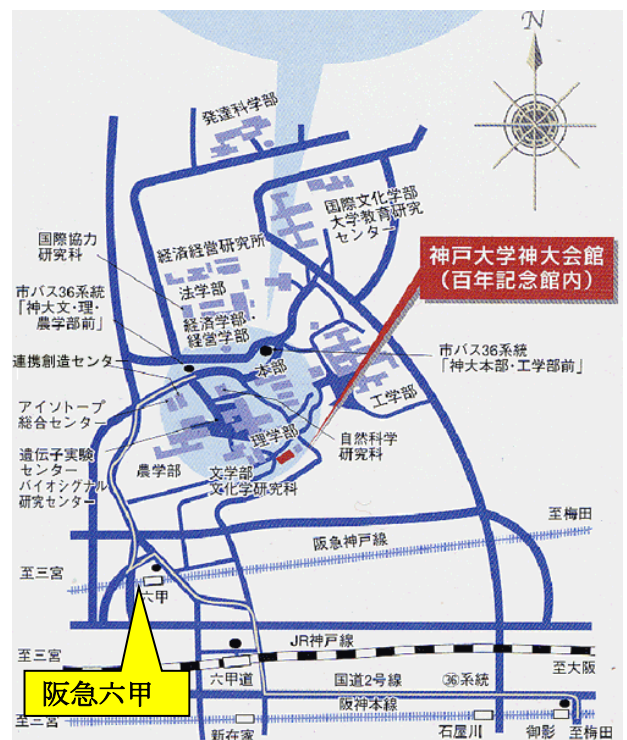 N
発達科学部
国際文化学部
大学教育研究
センター
国際協力
研究科
経済経営研究所
法学部
経済学部・
経営学部
神戸大学神大会館
(百年記念館内)
市バス36系統
「神大文・理・
農学部前」
本部
市バス36系統
「神大本部・工学部前」
連携創造センター
工学部
アイソトープ
総合センター
理学部
自然科学
研究科
遺伝子実験
センター
バイオシグナル
研究センター
農学部
文学部
文化学研究科
至梅田
阪急神戸線
至三宮
六甲
JR神戸線
至三宮
至大阪
六甲道
国道2号線
㊱系統
阪急六甲
阪神本線
至三宮
新在家
石屋川
御影
至梅田